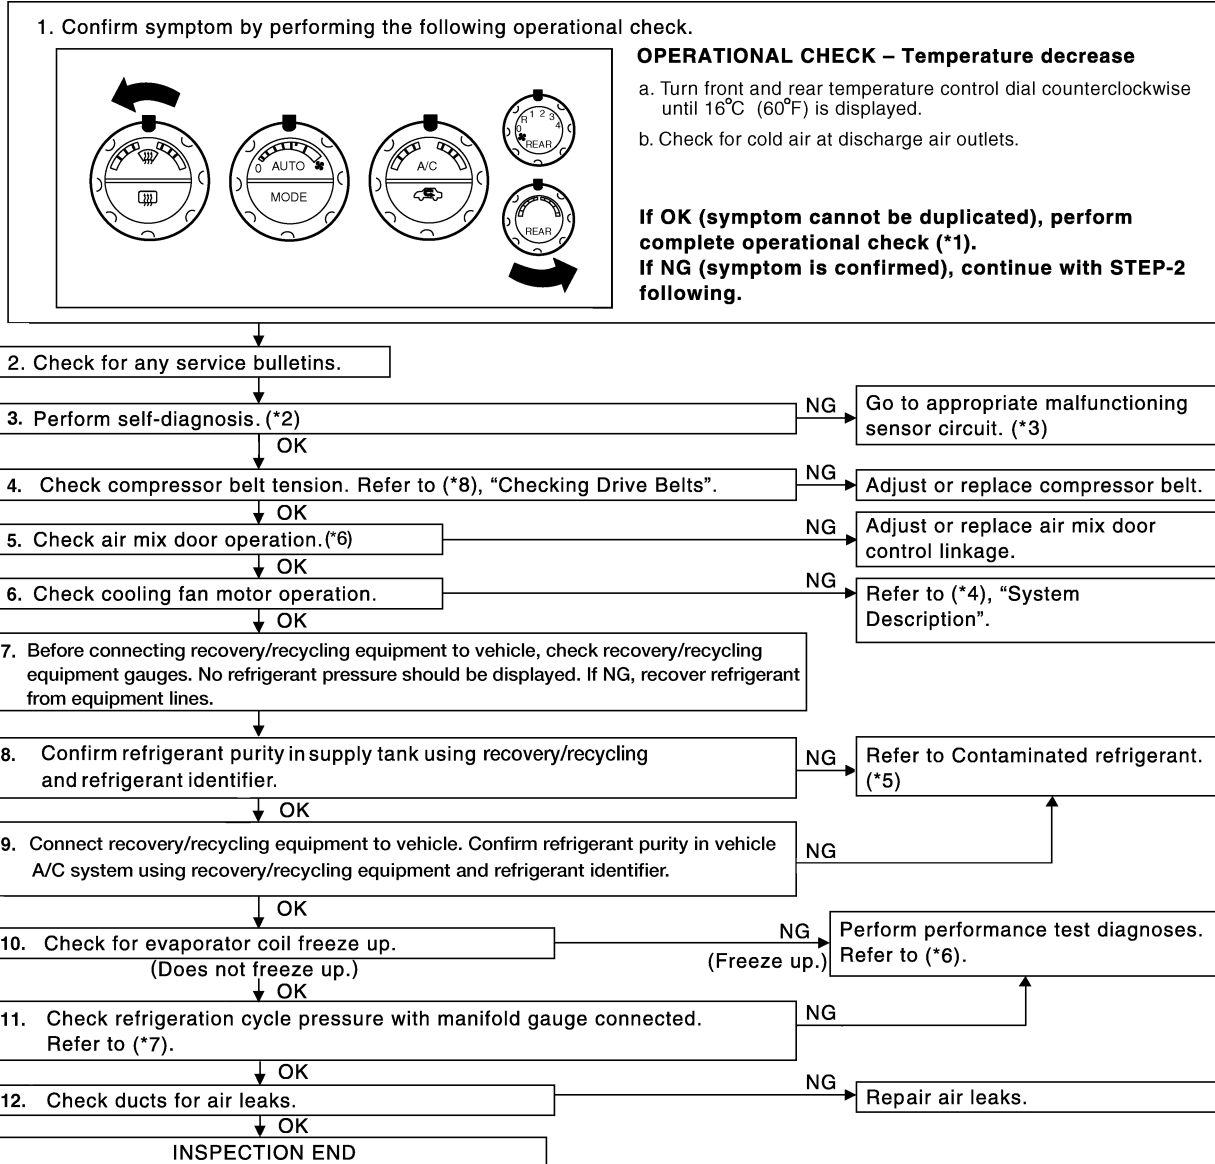 1. Confirm symptom by performing the following operational check.
OPERATIONAL CHECK – Temperature decrease
a. Turn front and rear temperature control dial counterclockwise
until 16°C (60°F) is displayed.
b. Check for cold air at discharge air outlets.
If OK (symptom cannot be duplicated), perform
complete operational check (*1).
If NG (symptom is confirmed), continue with STEP-2
following.
0 AUTO
MODE
A/C
R 0 1 2 3 4
REAR
REAR
2. Check for any service bulletins.
3. Perform self-diagnosis. (*2)
NG
Go to appropriate malfunctioning
sensor circuit. (*3)
OK
4. Check compressor belt tension. Refer to (*8), “Checking Drive Belts”.
NG
Adjust or replace compressor belt.
OK
5. Check air mix door operation. (*6)
NG
Adjust or replace air mix door
control linkage.
OK
6. Check cooling fan motor operation.
NG
Refer to (*4), “System
Description”.
OK
7. Before connecting recovery/recycling equipment to vehicle, check recovery/recycling
equipment gauges. No refrigerant pressure should be displayed. If NG, recover refrigerant
from equipment lines.
8. Confirm refrigerant purity in supply tank using recovery/recycling
and refrigerant identifier.
NG
Refer to Contaminated refrigerant.
(*5)
OK
9. Connect recovery/recycling equipment to vehicle. Confirm refrigerant purity in vehicle
A/C system using recovery/recycling equipment and refrigerant identifier.
NG
OK
10. Check for evaporator coil freeze up.
(Does not freeze up.)
NG
(Freeze up.)
Perform performance test diagnoses.
Refer to (*6).
OK
11. Check refrigeration cycle pressure with manifold gauge connected.
Refer to (*7).
NG
OK
12. Check ducts for air leaks.
NG
Repair air leaks.
OK
INSPECTION END